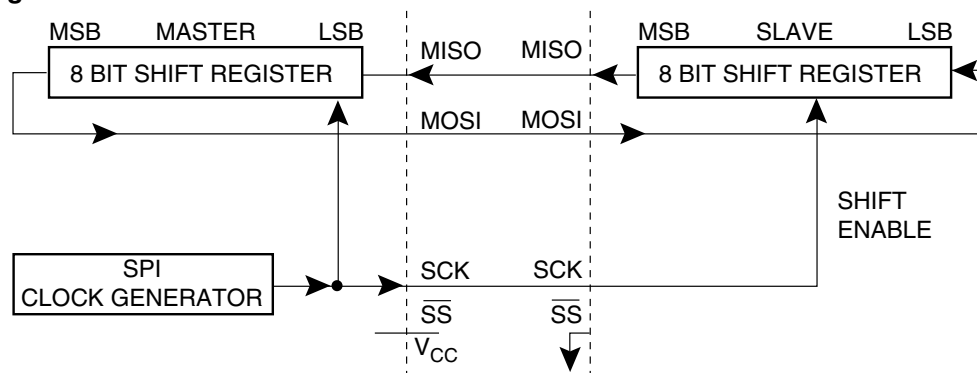 MSB MASTER LSB MISO MISO MSB SLAVE LSB
8 BIT SHIFT REGISTER 8 BIT SHIFT REGISTER
MOSI MOSI
SHIFT
ENABLE
SPI
CLOCK GENERATOR
SCK SCK
SS SS
VCC